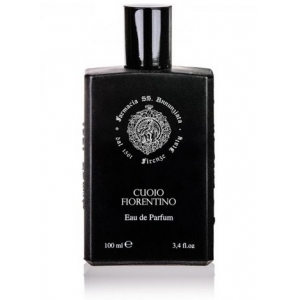 Farmacia SS. Annunziata
dal 1561 Firenze Italy
CUOIO
FIORENTINO
Eau de Parfum
100 ml e 3,4 fl.oz